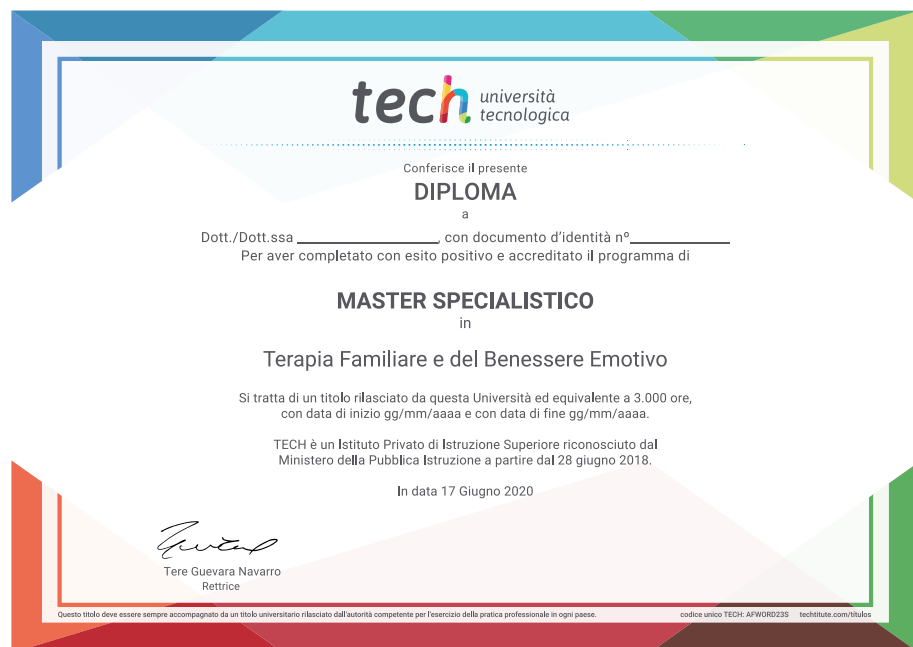 tech università
tecnologica
Conferisce il presente
DIPLOMA
a
Dott./Dott.ssa ____________________, con documento d'identità nº______________
Per aver completato con esito positivo e accreditato il programma di
MASTER SPECIALISTICO
in
Terapia Familiare e del Benessere Emotivo
Si tratta di un titolo rilasciato da questa Università ed equivalente a 3.000 ore,
con data di inizio gg/mm/aaaa e con data di fine gg/mm/aaaa.
TECH è un Istituto Privato di Istruzione Superiore riconosciuto dal
Ministero della Pubblica Istruzione a partire dal 28 giugno 2018.
In data 17 Giugno 2020
Tere Guevara Navarro
Rettrice
Questo titolo deve essere sempre accompagnato da un titolo universitario rilasciato dall'autorità competente per l'esercizio della pratica professionale in ogni paese. codice unico TECH: AFWORD23S techtitute.com/titulos